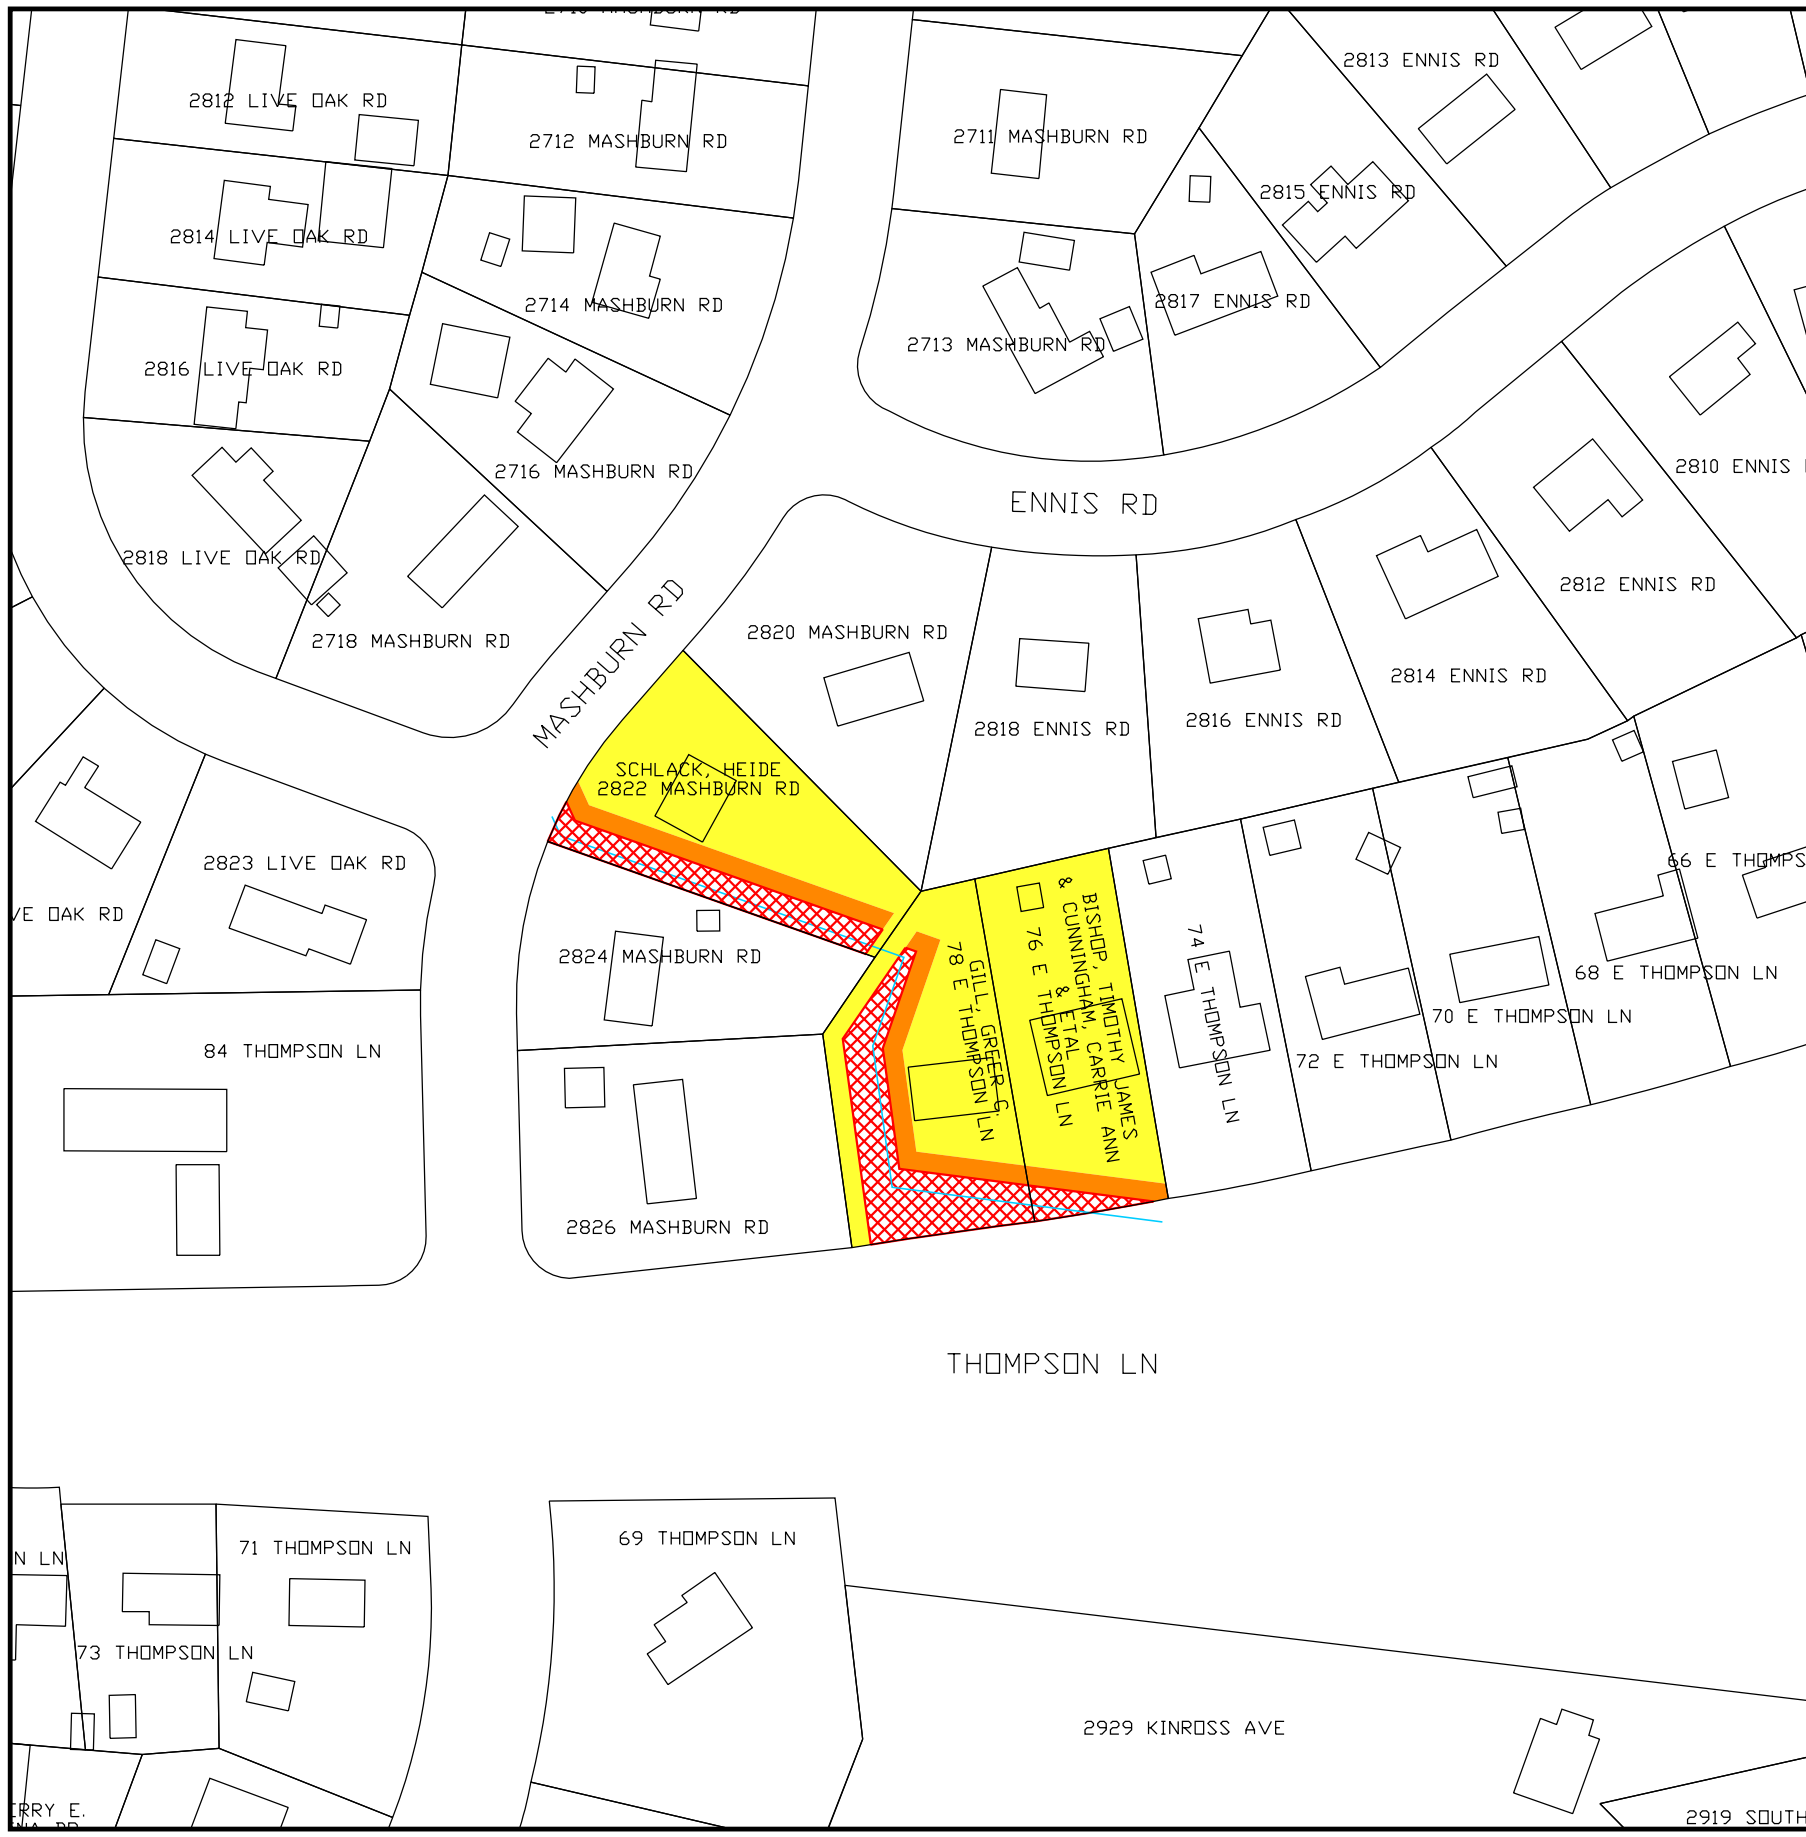 2813 ENNIS RD
2812 LIVE OAK RD
2712 MASHBURN RD
2711 MASHBURN RD
2815 ENNIS RD
2814 LIVE OAK RD
2714 MASHBURN RD
2817 ENNIS RD
2713 MASHBURN RD
2816 LIVE OAK RD
2716 MASHBURN RD
2810 ENNIS
ENNIS RD
2818 LIVE OAK RD
2812 ENNIS RD
MASHBURN RD
2718 MASHBURN RD
2820 MASHBURN RD
2814 ENNIS RD
2818 ENNIS RD
2816 ENNIS RD
SCHLACK, HEIDE
2822 MASHBURN RD
2823 LIVE OAK RD
66 E THOMPS
VE OAK RD
2824 MASHBURN RD
GILL, GREER C.
78 E THOMPSON LN
BISHOP, TIMOTHY JAMES
& CUNNINGHAM, CARRIE ANN
& ETAL
76 E THOMPSON LN
74 E THOMPSON LN
68 E THOMPSON LN
70 E THOMPSON LN
72 E THOMPSON LN
84 THOMPSON LN
2826 MASHBURN RD
THOMPSON LN
69 THOMPSON LN
71 THOMPSON LN
N LN
73 THOMPSON LN
2929 KINROSS AVE
ERRY E.
2919 SOUTH